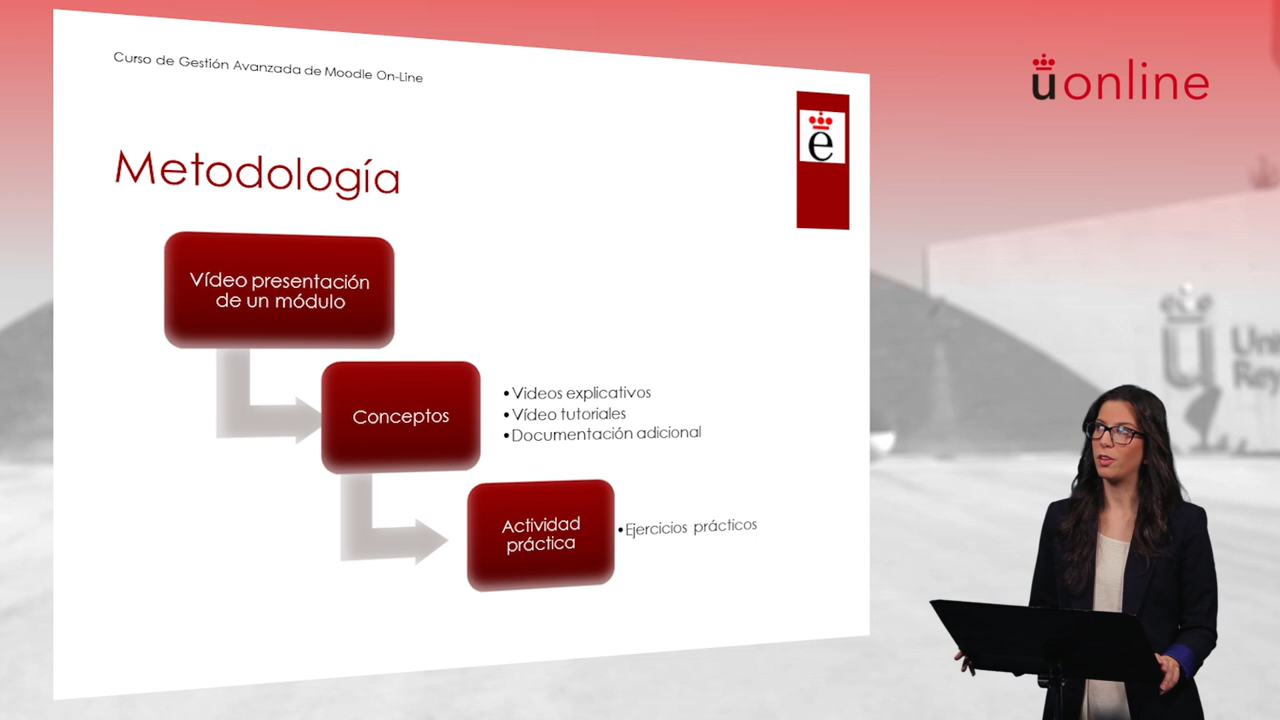 Curso de Gestión Avanzada de Moodle On-Line
uonline
e
Metodología
Vídeo presentación
de un módulo
Conceptos
•Videos explicativos
•Vídeo tutoriales
•Documentación adicional
Actividad
práctica
•Ejercicios prácticos
u